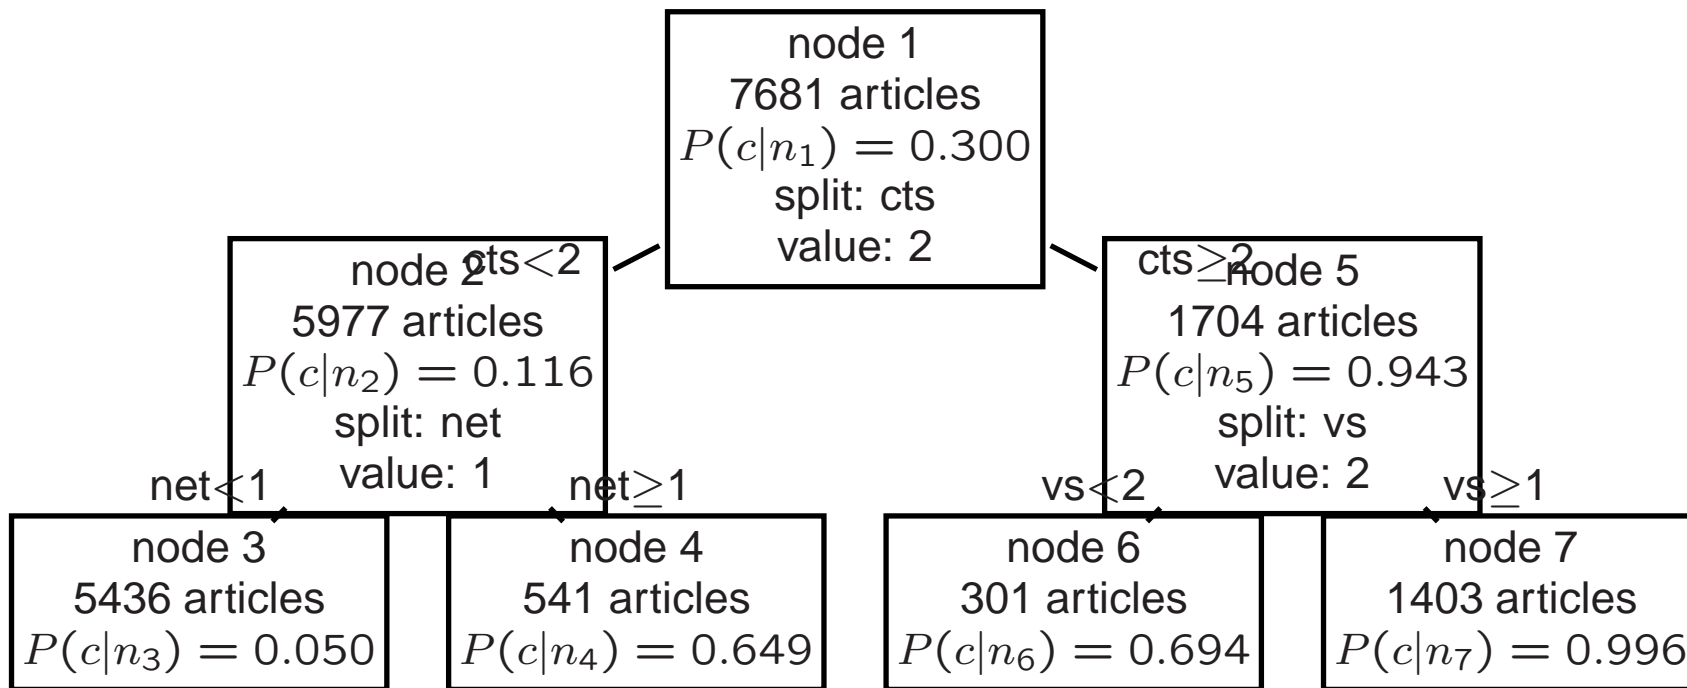 node 1
7681 articles
P(c|n₁) = 0.300
split: cts
value: 2
cts<2
cts≥2
node 2
5977 articles
P(c|n₂) = 0.116
split: net
value: 1
node 5
1704 articles
P(c|n₅) = 0.943
split: vs
value: 2
net<1
net≥1
vs<2
vs≥1
node 3
5436 articles
P(c|n₃) = 0.050
node 4
541 articles
P(c|n₄) = 0.649
node 6
301 articles
P(c|n₆) = 0.694
node 7
1403 articles
P(c|n₇) = 0.996